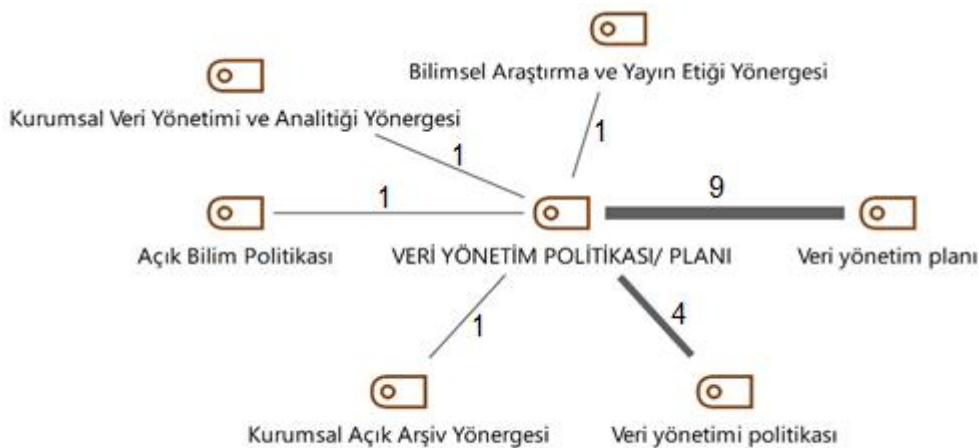 Bilimsel Araştırma ve Yayın Etiği Yönergesi
Kurumsal Veri Yönetimi ve Analitiği Yönergesi
1
1
1
9
Açık Bilim Politikası
VERİ YÖNETİM POLİTİKASI/ PLANI
Veri yönetim planı
1
4
Kurumsal Açık Arşiv Yönergesi
Veri yönetimi politikası